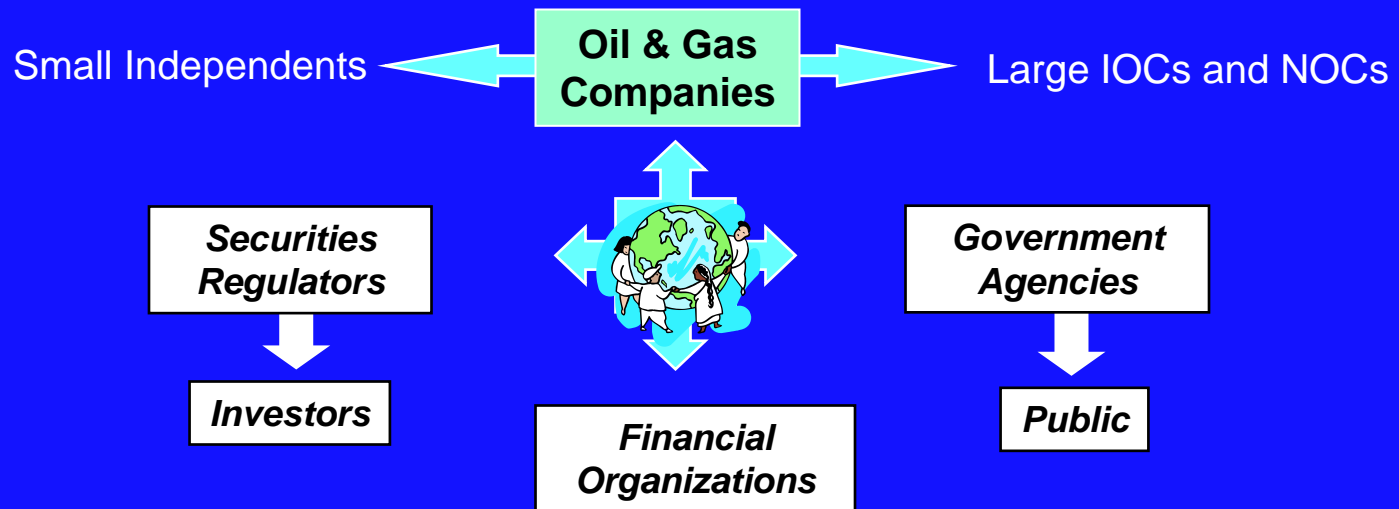 Small Independents
Oil & Gas
Companies
Large IOCs and NOCs
Securities
Regulators
Government
Agencies
Investors
Public
Financial
Organizations